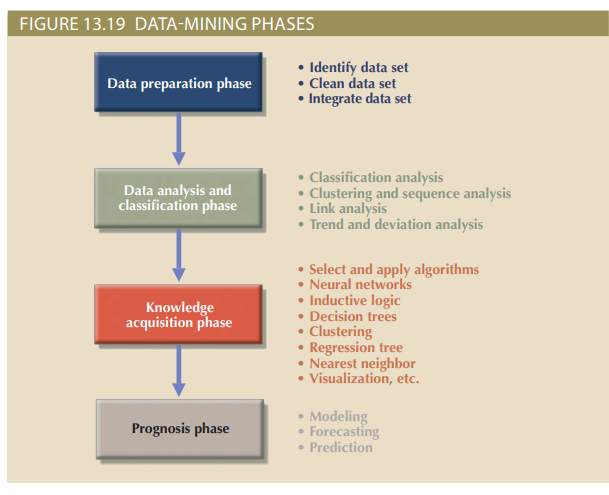 FIGURE 13.19 DATA-MINING PHASES
Data preparation phase
• Identify data set
• Clean data set
• Integrate data set
Data analysis and
classification phase
• Classification analysis
• Clustering and sequence analysis
• Link analysis
• Trend and deviation analysis
Knowledge
acquisition phase
• Select and apply algorithms
• Neural networks
• Inductive logic
• Decision trees
• Clustering
• Regression tree
• Nearest neighbor
• Visualization, etc.
Prognosis phase
• Modeling
• Forecasting
• Prediction